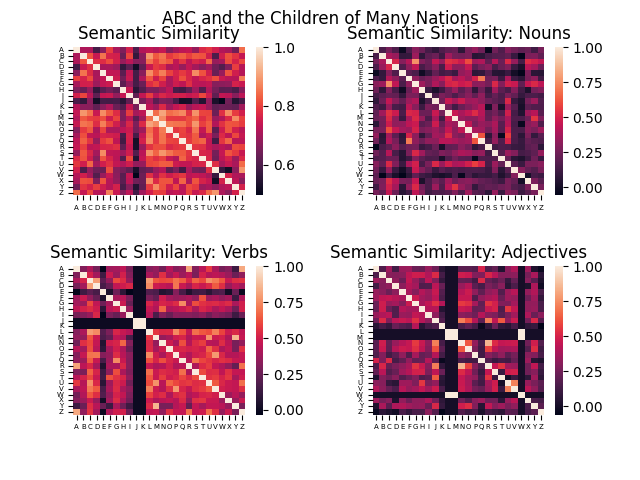 ABC and the Children of Many Nations
Semantic Similarity
A
B
C
D
E
F
G
H
I
J
K
L
M
N
O
P
Q
R
S
T
U
V
W
X
Y
Z
A B C D E F G H I J K L M N O P Q R S T U V W X Y Z
1.0
0.8
0.6
Semantic Similarity: Nouns
A
B
C
D
E
F
G
H
I
J
K
L
M
N
O
P
Q
R
S
T
U
V
W
X
Y
Z
A B C D E F G H I J K L M N O P Q R S T U V W X Y Z
1.00
0.75
0.50
0.25
0.00
Semantic Similarity: Verbs
A
B
C
D
E
F
G
H
I
J
K
L
M
N
O
P
Q
R
S
T
U
V
W
X
Y
Z
A B C D E F G H I J K L M N O P Q R S T U V W X Y Z
1.00
0.75
0.50
0.25
0.00
Semantic Similarity: Adjectives
A
B
C
D
E
F
G
H
I
J
K
L
M
N
O
P
Q
R
S
T
U
V
W
X
Y
Z
A B C D E F G H I J K L M N O P Q R S T U V W X Y Z
1.00
0.75
0.50
0.25
0.00